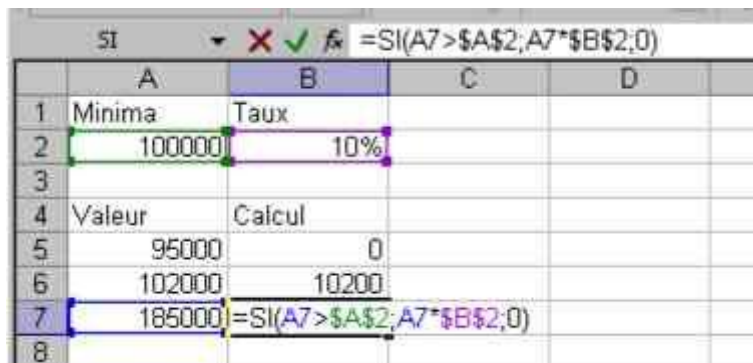 SI fx =SI(A7>$A$2;A7*$B$2;0)
A B C D
1 Minima Taux
2 100000 10%
3
4 Valeur Calcul
5 95000 0
6 102000 10200
7 185000 =SI(A7>$A$2;A7*$B$2;0)
8